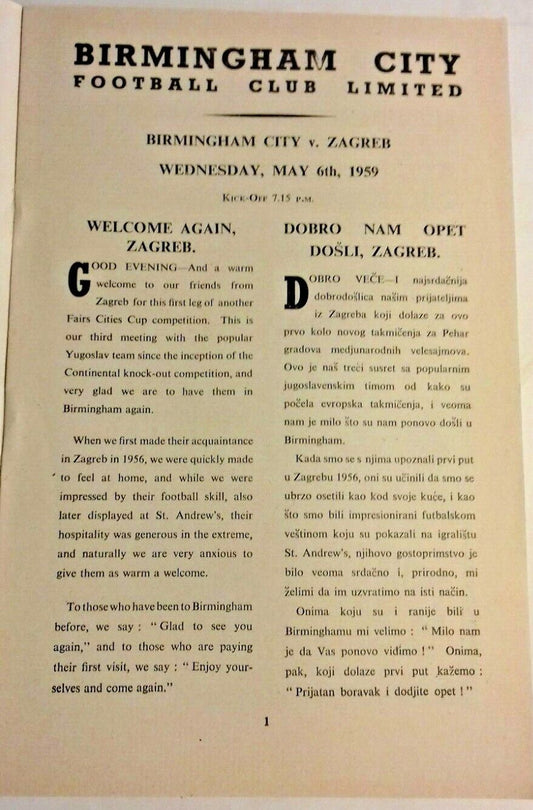 BIRMINGHAM CITY
FOOTBALL CLUB LIMITED
BIRMINGHAM CITY v. ZAGREB
WEDNESDAY, MAY 6th, 1959
KICK-OFF 7.15 P.M.
WELCOME AGAIN,
ZAGREB.
GOOD EVENING—And a warm
welcome to our friends from
Zagreb for this first leg of another
Fairs Cities Cup competition. This is
our third meeting with the popular
Yugoslav team since the inception of the
Continental knock-out competition, and
very glad we are to have them in
Birmingham again.
When we first made their acquaintance
in Zagreb in 1956, we were quickly made
to feel at home, and while we were
impressed by their football skill, also
later displayed at St. Andrew's, their
hospitality was generous in the extreme,
and naturally we are very anxious to
give them as warm a welcome.
To those who have been to Birmingham
before, we say : “ Glad to see you
again,” and to those who are paying
their first visit, we say : “ Enjoy your-
selves and come again.”
DOBRO NAM OPET
DOŠLI, ZAGREB.
DOBRO VEČE—I najsrdačnija
dobrodošlica našim prijateljima
iz Zagreba koji dolaze za ovo
prvo kolo novog takmičenja za Pehar
gradova medjunarodnih velesajmova.
Ovo je naš treći susret sa popularnim
jugoslavenskim timom od kako su
počela evropska takmičenja, i veoma
nam je milo što su nam ponovo došli u
Birmingham.
Kada smo se s njima upoznali prvi put
u Zagrebu 1956, oni su učinili da smo se
ubrzo osetili kao kod svoje kuće, i kao
što smo bili impresionirani futbalskom
veštinom koju su pokazali na igralištu
St. Andrew's, njihovo gostoprimstvo je
bilo veoma srdačno i, prirodno, mi
želimi da im uzvratimo na isti način.
Onima koju su i ranije bili u
Birminghamu mi velimo : “ Milo nam
je da Vas ponovo vidimo ! ” Onima,
pak, koji dolaze prvi put kažemo :
“ Prijatan boravak i dodjite opet ! ”
1